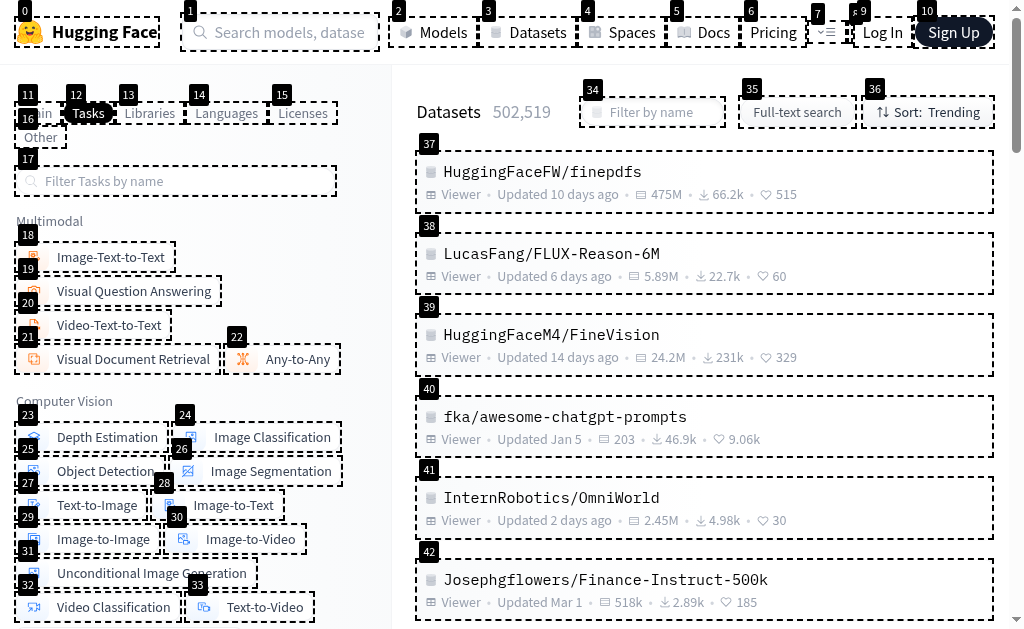 0 1 2 3 4 5 6 7 8 9 10
Hugging Face Search models, datase Models Datasets Spaces Docs Pricing Log In Sign Up
11 12 13 14 15
Tasks Libraries Languages Licenses
16
Other
17
Filter Tasks by name
Multimodal
18
Image-Text-to-Text
19
Visual Question Answering
20
Video-Text-to-Text
21 22
Visual Document Retrieval Any-to-Any
Computer Vision
23 24
Depth Estimation Image Classification
25 26
Object Detection Image Segmentation
27 28
Text-to-Image Image-to-Text
29 30
Image-to-Image Image-to-Video
31
Unconditional Image Generation
32 33
Video Classification Text-to-Video
34 35 36
Datasets 502,519 Filter by name Full-text search Sort: Trending
37
HuggingFaceFW/finepdfs
Viewer • Updated 10 days ago • 475M • 66.2k • 515
38
LucasFang/FLUX-Reason-6M
Viewer • Updated 6 days ago • 5.89M • 22.7k • 60
39
HuggingFaceM4/FineVision
Viewer • Updated 14 days ago • 24.2M • 231k • 329
40
fka/awesome-chatgpt-prompts
Viewer • Updated Jan 5 • 203 • 46.9k • 9.06k
41
InternRobotics/OmniWorld
Viewer • Updated 2 days ago • 2.45M • 4.98k • 30
42
Josephgflowers/Finance-Instruct-500k
Viewer • Updated Mar 1 • 518k • 2.89k • 185